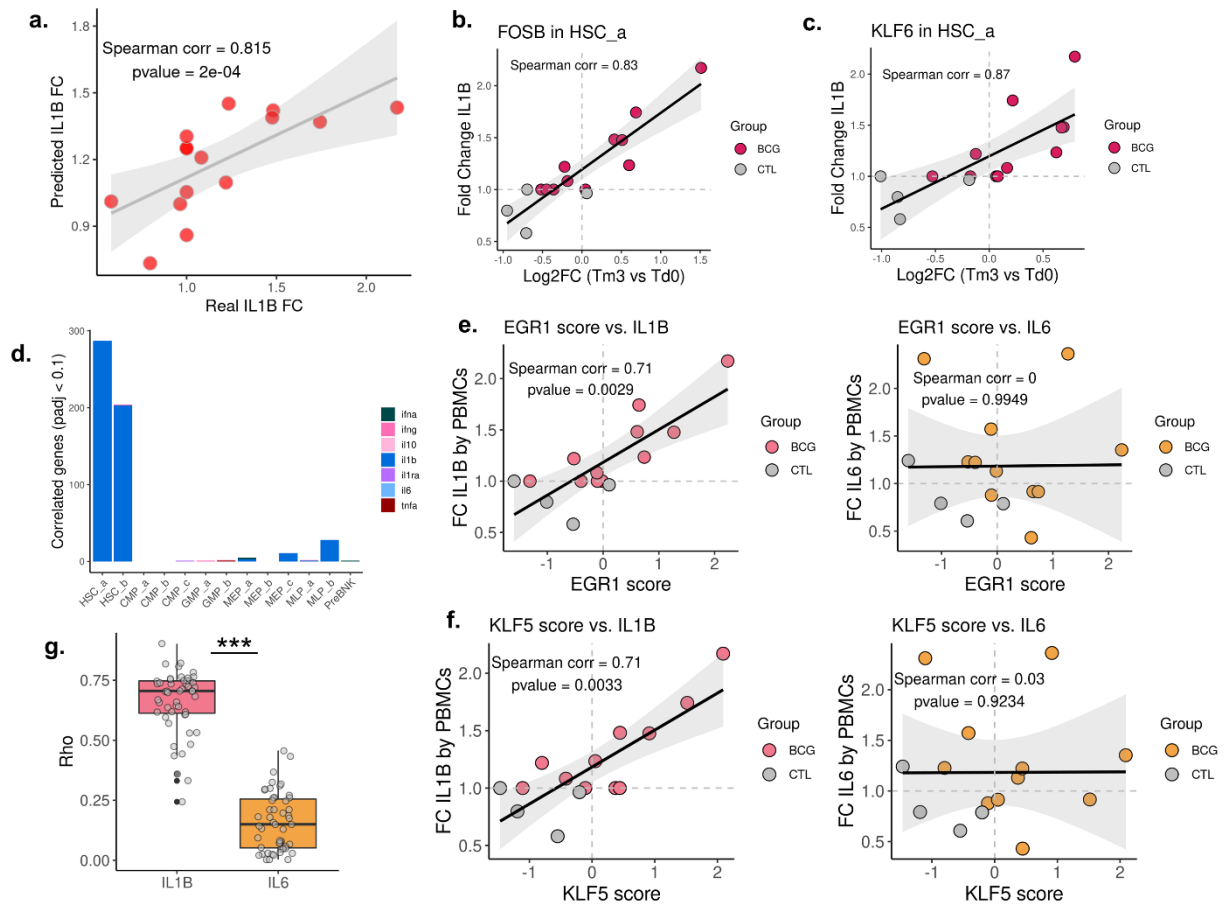 a.
Spearman corr = 0.815
pvalue = 2e-04
Predicted IL1B FC
1.8
1.5
1.2
0.9
1.0
1.5
2.0
Real IL1B FC
b.
FOSB in HSC_a
Spearman corr = 0.83
Fold Change IL1B
2.0
1.5
1.0
0.5
-1.0
-0.5
0.0
0.5
1.0
1.5
Log2FC (Tm3 vs Td0)
Group
BCG
CTL
c.
KLF6 in HSC_a
Spearman corr = 0.87
Fold Change IL1B
2.0
1.5
1.0
0.5
-1.0
-0.5
0.0
0.5
Log2FC (Tm3 vs Td0)
Group
BCG
CTL
d.
Correlated genes (padj < 0.1)
300
200
100
0
HSC_a
HSC_b
CMP_a
CMP_b
CMP_c
GMP_a
GMP_b
MEP_a
MEP_b
MEP_c
MLP_a
MLP_b
PreBNK
ifna
ifng
il10
il1b
il1ra
il6
tnfa
e.
EGR1 score vs. IL1B
Spearman corr = 0.71
pvalue = 0.0029
FC IL1B by PBMCs
2.0
1.5
1.0
0.5
-1
0
1
2
EGR1 score
Group
BCG
CTL
EGR1 score vs. IL6
Spearman corr = 0
pvalue = 0.9949
FC IL6 by PBMCs
2.0
1.5
1.0
0.5
-1
0
1
2
EGR1 score
Group
BCG
CTL
f.
KLF5 score vs. IL1B
Spearman corr = 0.71
pvalue = 0.0033
FC IL1B by PBMCs
2.0
1.5
1.0
0.5
-1
0
1
2
KLF5 score
Group
BCG
CTL
KLF5 score vs. IL6
Spearman corr = 0.03
pvalue = 0.9234
FC IL6 by PBMCs
2.0
1.5
1.0
0.5
-1
0
1
2
KLF5 score
Group
BCG
CTL
g.
***
Rho
0.75
0.50
0.25
0.00
IL1B
IL6